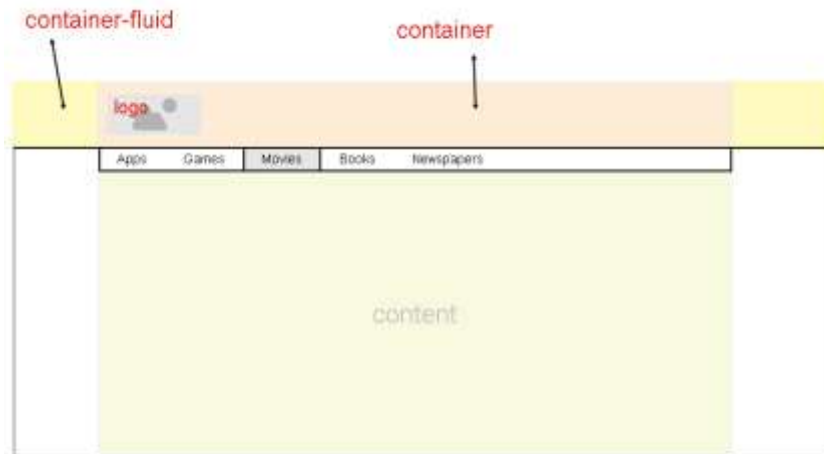 container-fluid
container
logo
Apps Games Movies Books Newspapers
content